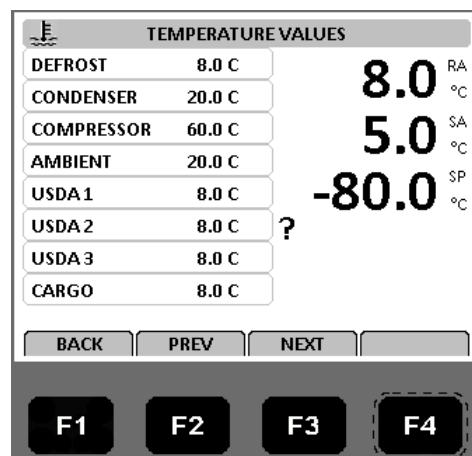 TEMPERATURE VALUES
DEFROST 8.0 C
CONDENSER 20.0 C
COMPRESSOR 60.0 C
AMBIENT 20.0 C
USDA 1 8.0 C
USDA 2 8.0 C
USDA 3 8.0 C
CARGO 8.0 C
8.0 RA °C
5.0 SA °C
-80.0 SP °C
?
BACK PREV NEXT
F1 F2 F3 F4